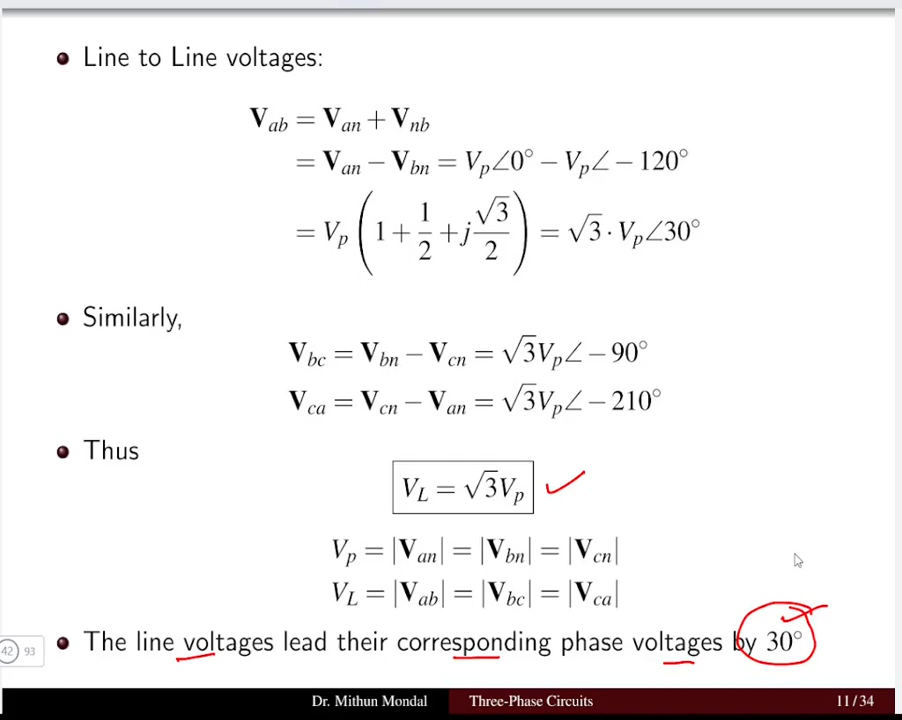 Line to Line voltages:
V_ab = V_an + V_nb
= V_an − V_bn = V_p∠0° − V_p∠ − 120°
= V_p (1 + 1/2 + j √3/2) = √3 · V_p∠30°
Similarly,
V_bc = V_bn − V_cn = √3V_p∠ − 90°
V_ca = V_cn − V_an = √3V_p∠ − 210°
Thus
V_L = √3V_p
V_p = |V_an| = |V_bn| = |V_cn|
V_L = |V_ab| = |V_bc| = |V_ca|
42 93
The line voltages lead their corresponding phase voltages by 30°
Dr. Mithun Mondal Three-Phase Circuits 11/34